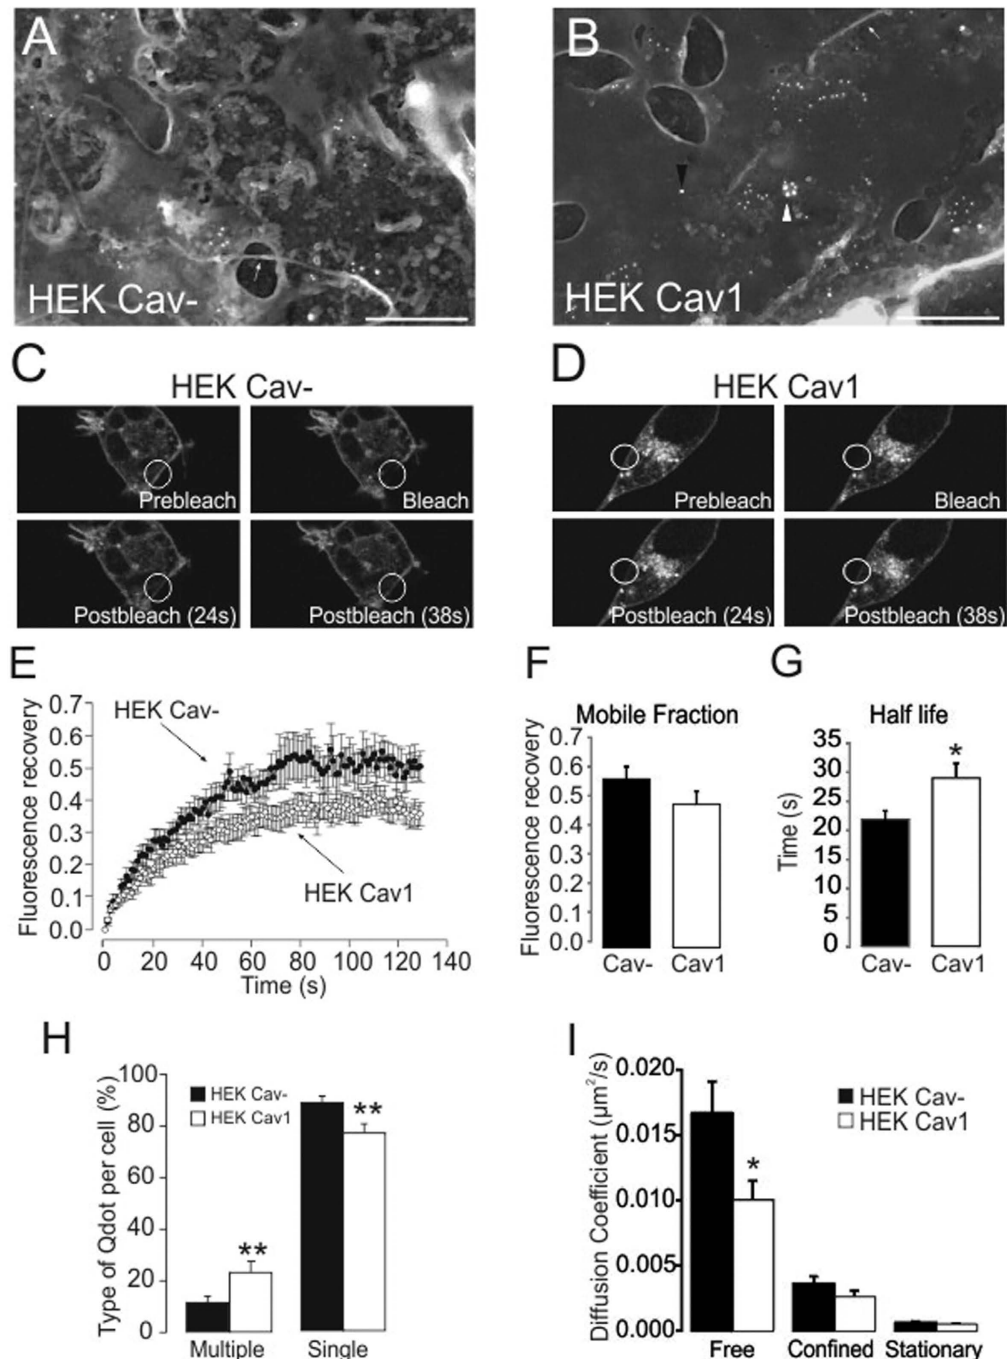 A
B
HEK Cav-
HEK Cav1
C
D
HEK Cav-
HEK Cav1
Prebleach
Bleach
Prebleach
Bleach
Postbleach (24s)
Postbleach (38s)
Postbleach (24s)
Postbleach (38s)
E
Fluorescence recovery
0.7
0.6
0.5
0.4
0.3
0.2
0.1
0.0
HEK Cav-
HEK Cav1
0
20
40
60
80
100
120
140
Time (s)
F
Mobile Fraction
Fluorescence recovery
0.7
0.6
0.5
0.4
0.3
0.2
0.1
0.0
Cav-
Cav1
G
Half life
Time (s)
35
30
25
20
15
10
5
0
*
Cav-
Cav1
H
Type of Qdot per cell (%)
100
80
60
40
20
0
HEK Cav-
HEK Cav1
**
**
Multiple
Single
I
Diffusion Coefficient (μm²/s)
0.020
0.015
0.010
0.005
0.000
HEK Cav-
HEK Cav1
*
Free
Confined
Stationary